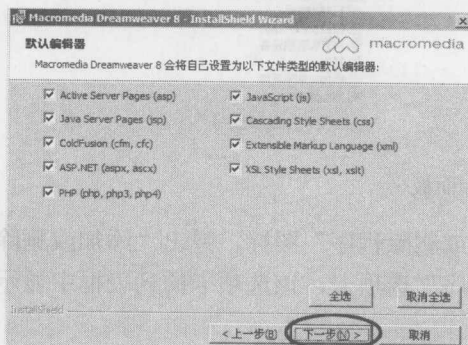 Macromedia Dreamweaver 8 - InstallShield Wizard
默认编辑器
macromedia
Macromedia Dreamweaver 8 会将自己设置为以下文件类型的默认编辑器:
Active Server Pages (asp)
JavaScript (js)
Java Server Pages (jsp)
Cascading Style Sheets (css)
ColdFusion (cfm, cfc)
Extensible Markup Language (xml)
ASP.NET (aspx, ascx)
XSL Style Sheets (xsl, xslt)
PHP (php, php3, php4)
全选
取消全选
InstallShield
<上一步(B)
下一步(N) >
取消